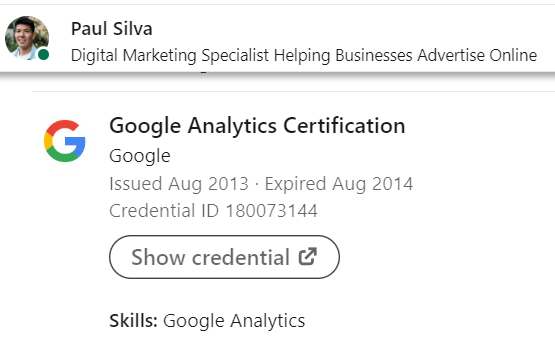 Paul Silva
Digital Marketing Specialist Helping Businesses Advertise Online
Google Analytics Certification
Google
Issued Aug 2013 · Expired Aug 2014
Credential ID 180073144
Show credential
Skills: Google Analytics